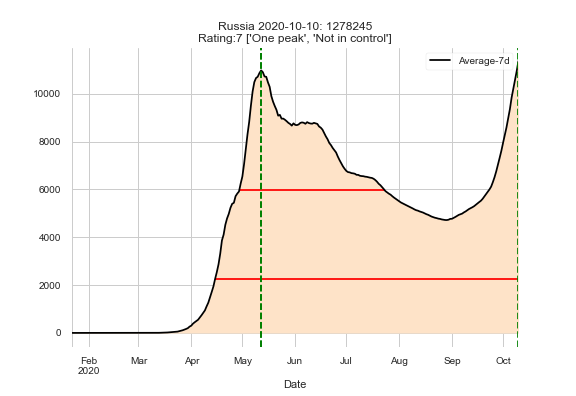 Russia 2020-10-10: 1278245
Rating:7 ['One peak', 'Not in control']
Average-7d
10000
8000
6000
4000
2000
0
Feb Mar Apr May Jun Jul Aug Sep Oct
2020
Date